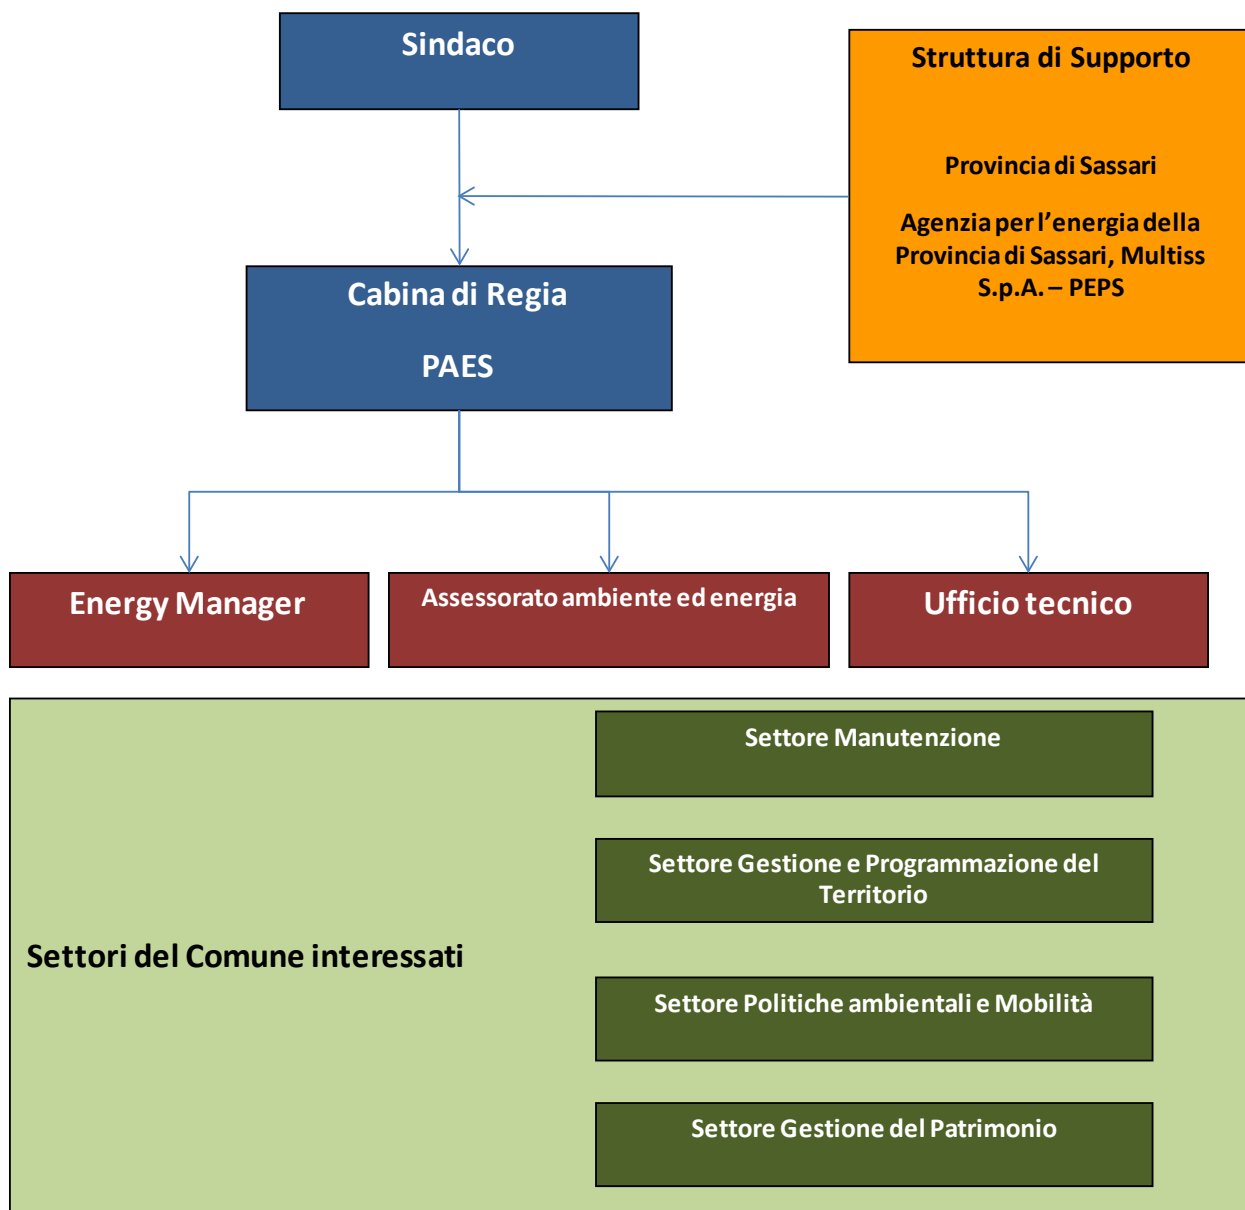 Sindaco
Struttura di Supporto
Provincia di Sassari
Agenzia per l'energia della
Provincia di Sassari, Multiss
S.p.A. – PEPS
Cabina di Regia
PAES
Energy Manager
Assessorato ambiente ed energia
Ufficio tecnico
Settori del Comune interessati
Settore Manutenzione
Settore Gestione e Programmazione del
Territorio
Settore Politiche ambientali e Mobilità
Settore Gestione del Patrimonio